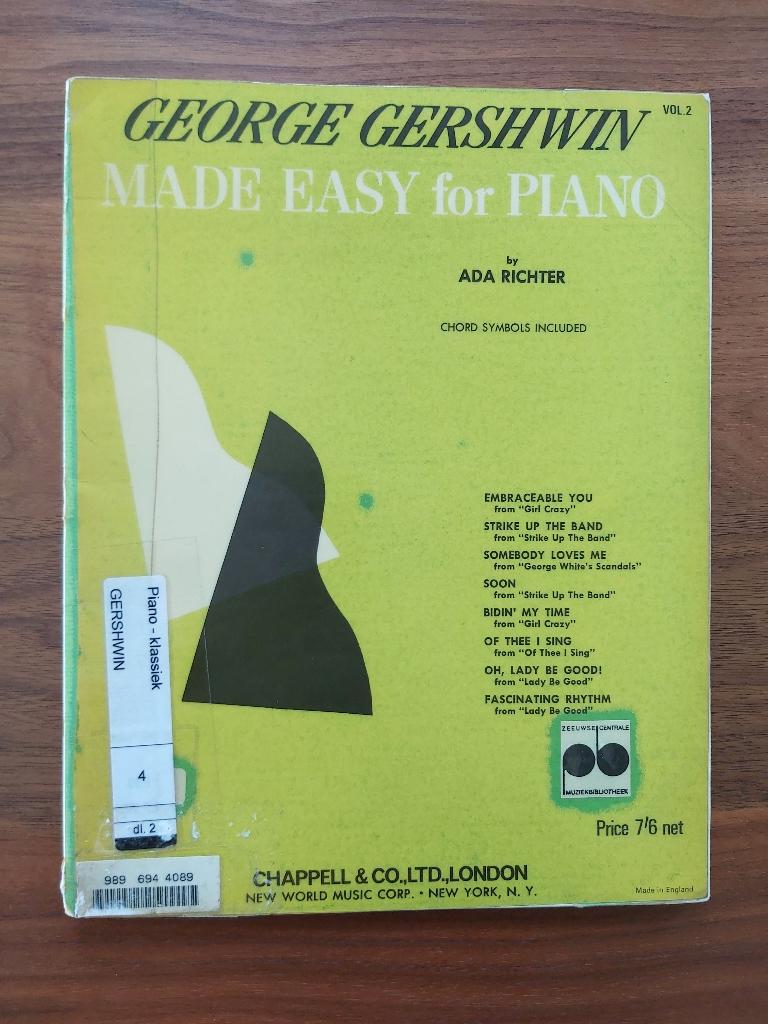 GEORGE GERSHWIN
VOL.2
MADE EASY for PIANO
by
ADA RICHTER
CHORD SYMBOLS INCLUDED
EMBRACEABLE YOU
from "Girl Crazy"
STRIKE UP THE BAND
from "Strike Up The Band"
SOMEBODY LOVES ME
from "George White's Scandals"
SOON
from "Strike Up The Band"
BIDIN' MY TIME
from "Girl Crazy"
OF THEE I SING
from "Of Thee I Sing"
OH, LADY BE GOOD!
from "Lady Be Good"
FASCINATING RHYTHM
from "Lady Be Good"
Piano - klassiek
GERSHWIN
4
dl. 2
ZEEUWSE CENTRALE
MUZIEKBIBLIOTHEEK
Price 7'6 net
989 694 4089
CHAPPELL & CO., LTD., LONDON
NEW WORLD MUSIC CORP. • NEW YORK, N. Y.
Made in England